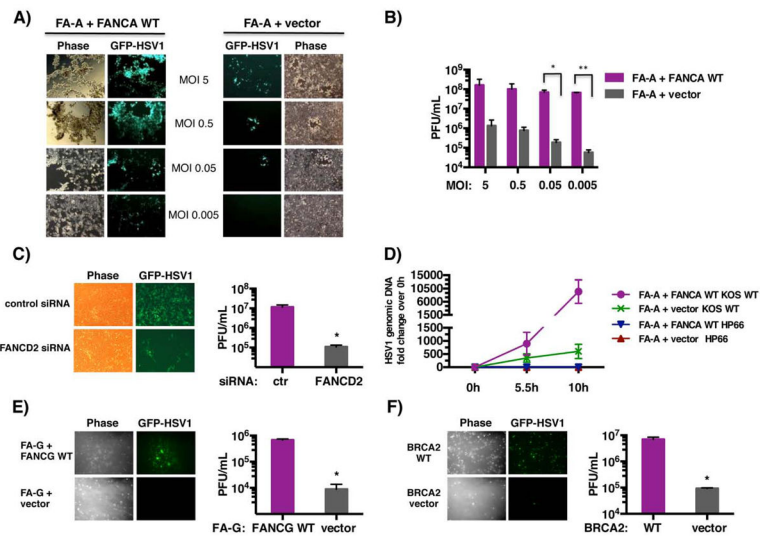 A)
FA-A + FANCA WT
FA-A + vector
Phase GFP-HSV1
GFP-HSV1 Phase
MOI 5
MOI 0.5
MOI 0.05
MOI 0.005
B)
PFU/mL
10⁹
10⁸
10⁷
10⁶
10⁵
10⁴
* **
FA-A + FANCA WT
FA-A + vector
MOI: 5 0.5 0.05 0.005
C)
Phase GFP-HSV1
control siRNA
FANCD2 siRNA
PFU/mL
10⁸
10⁷
10⁶
10⁵
*
siRNA: ctr FANCD2
D)
HSV1 genomic DNA
fold change over 0h
15000
10500
6000
1500
1000
500
0
0h 5.5h 10h
FA-A + FANCA WT KOS WT
FA-A + vector KOS WT
FA-A + FANCA WT HP66
FA-A + vector HP66
E)
Phase GFP-HSV1
FA-G +
FANCG WT
FA-G +
vector
PFU/mL
10⁶
10⁵
10⁴
*
FA-G: FANCG WT vector
F)
Phase GFP-HSV1
BRCA2
WT
BRCA2
vector
PFU/mL
10⁷
10⁶
10⁵
10⁴
*
BRCA2: WT vector